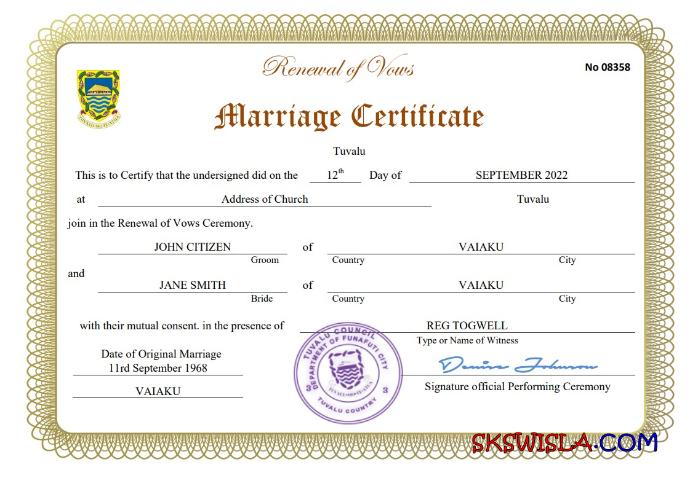 Renewal of Vows
No 08358
Marriage Certificate
Tuvalu
This is to Certify that the undersigned did on the 12th Day of SEPTEMBER 2022
at Address of Church Tuvalu
join in the Renewal of Vows Ceremony.
JOHN CITIZEN of VAIAKU
Groom Country City
and
JANE SMITH of VAIAKU
Bride Country City
with their mutual consent. in the presence of REG TOGWELL
Type or Name of Witness
Date of Original Marriage
11rd September 1968
VAIAKU
TUVALU COUNCIL
DEPARTMENT OF FUNAFUTI CITY
3 3
TUVALU COUNTRY
Denise Johnson
Signature official Performing Ceremony
SKSWISLA.COM